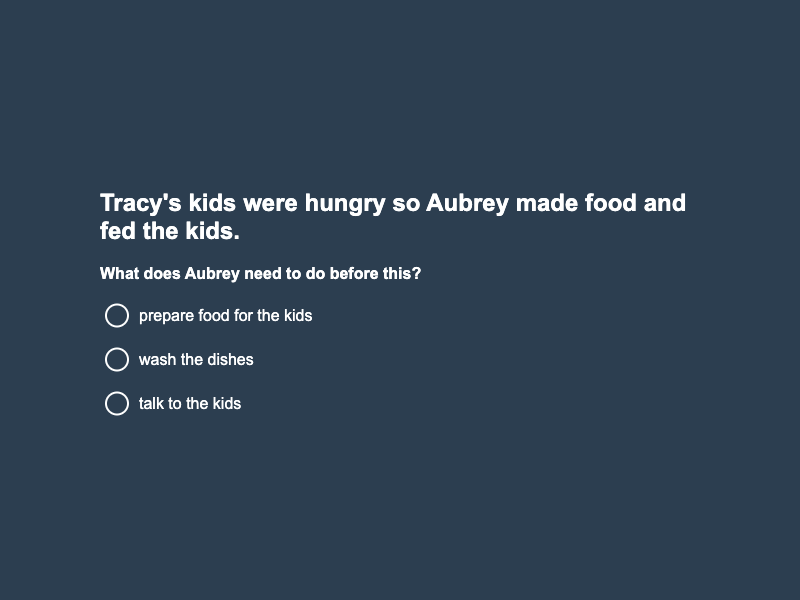 Tracy's kids were hungry so Aubrey made food and
fed the kids.
What does Aubrey need to do before this?
prepare food for the kids
wash the dishes
talk to the kids